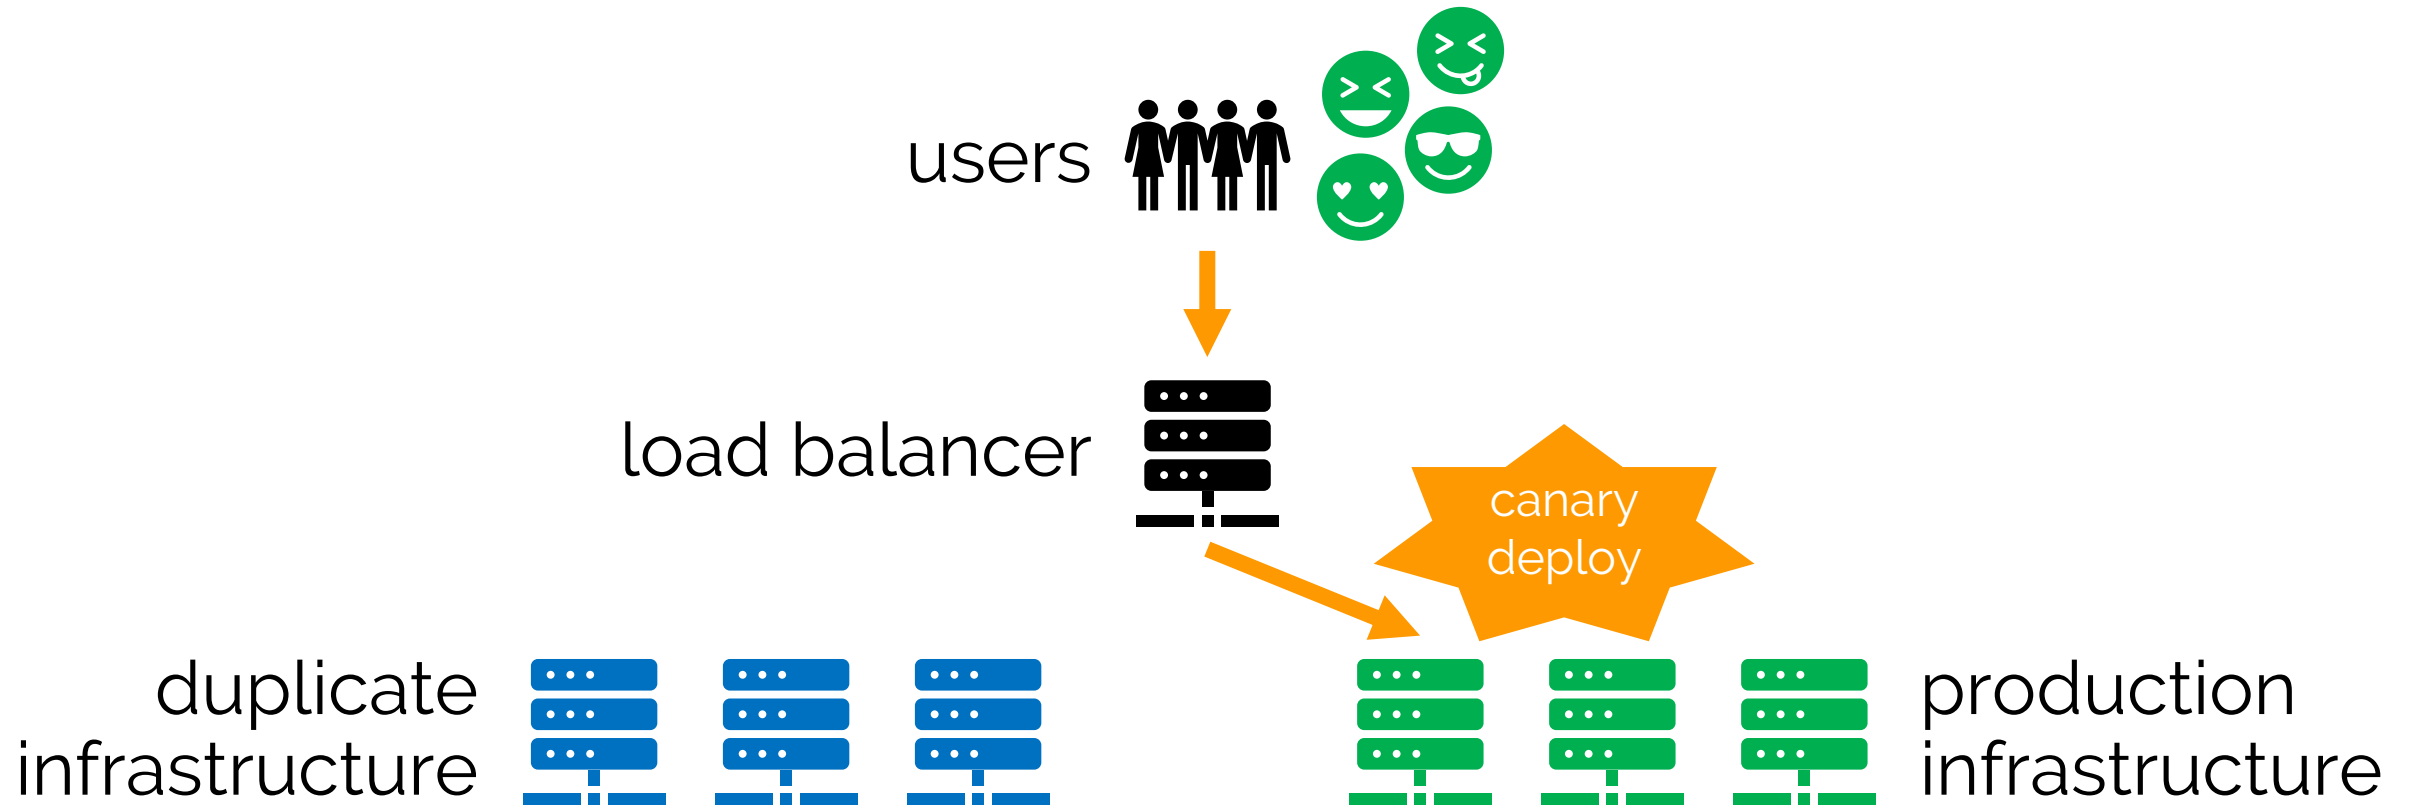 users
load balancer
canary
deploy
duplicate
infrastructure
production
infrastructure